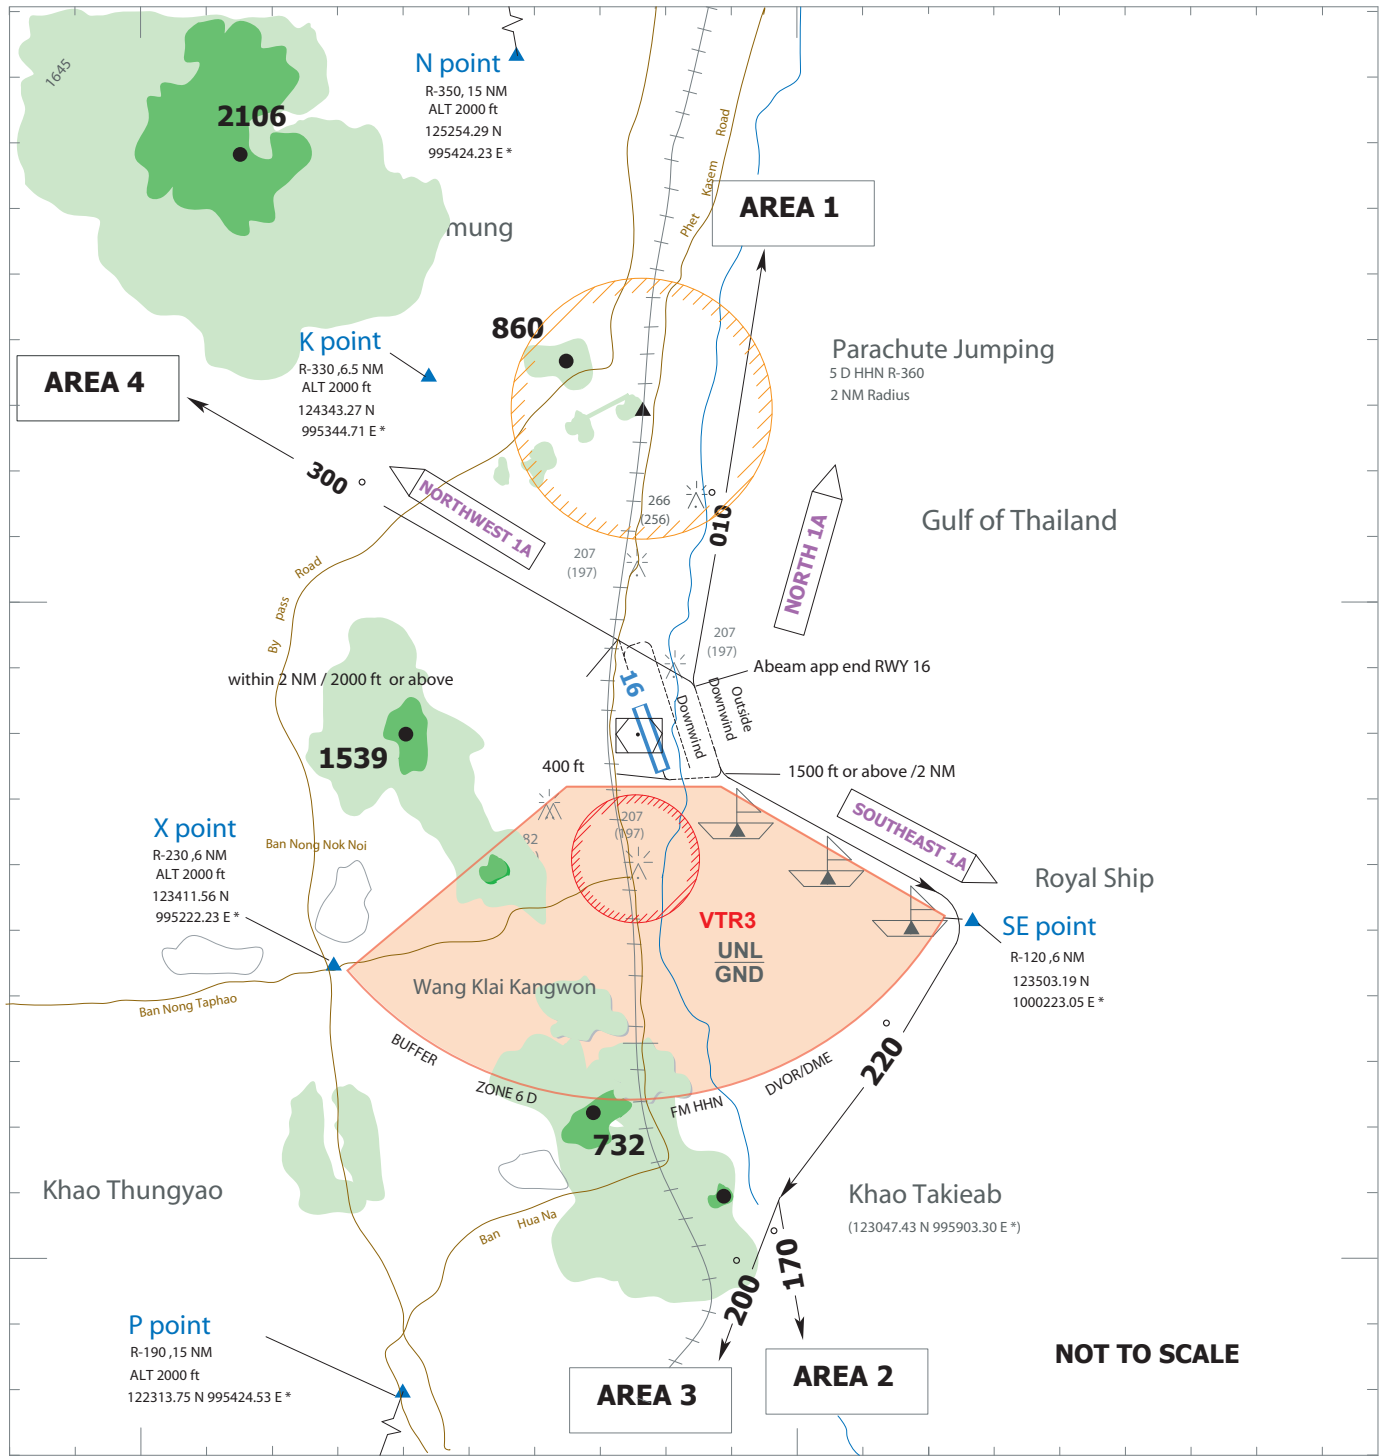 1645
2106
N point
R-350, 15 NM
ALT 2000 ft
125254.29 N
995424.23 E *
Phet Kasem Road
AREA 1
mung
860
K point
R-330 ,6.5 NM
ALT 2000 ft
124343.27 N
995344.71 E *
AREA 4
Parachute Jumping
5 D HHN R-360
2 NM Radius
300°
NORTHWEST 1A
266
(256)
010°
NORTH 1A
Gulf of Thailand
207
(197)
By pass Road
207
(197)
Abeam app end RWY 16
within 2 NM / 2000 ft or above
16
Downwind
Outside
Downwind
1539
400 ft
1500 ft or above /2 NM
SOUTHEAST 1A
X point
R-230 ,6 NM
ALT 2000 ft
123411.56 N
995222.23 E *
Ban Nong Nok Noi
82
207
(197)
Royal Ship
VTR3
UNL
GND
SE point
R-120 ,6 NM
123503.19 N
1000223.05 E *
Wang Klai Kangwon
Ban Nong Taphao
BUFFER ZONE 6 D FM HHN DVOR/DME
220°
732
Khao Thungyao
Ban Hua Na
Khao Takieab
(123047.43 N 995903.30 E *)
200°
170°
P point
R-190 ,15 NM
ALT 2000 ft
122313.75 N 995424.53 E *
AREA 3
AREA 2
NOT TO SCALE